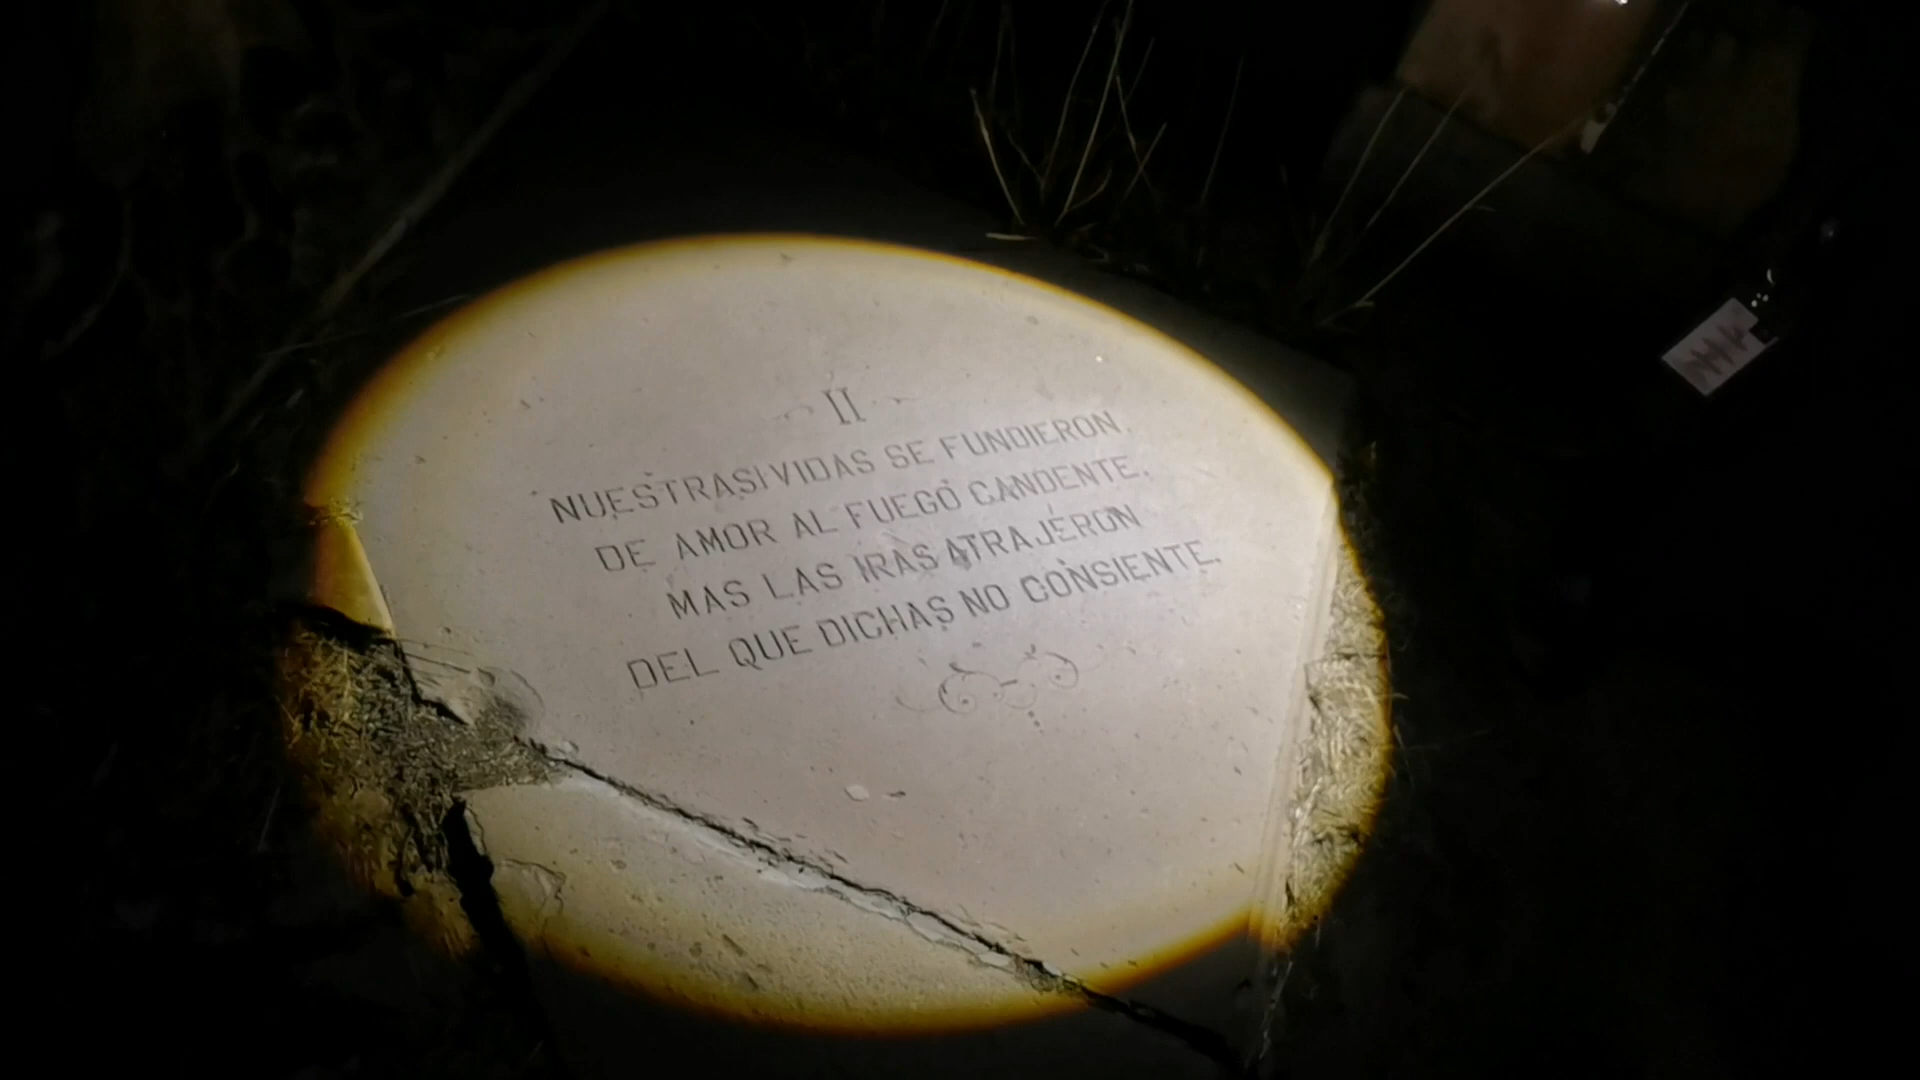 II
NUESTRAS VIDAS SE FUNDIERON,
DE AMOR AL FUEGO CANDENTE,
MAS LAS IRAS ATRAJERON
DEL QUE DICHAS NO CONSIENTE.